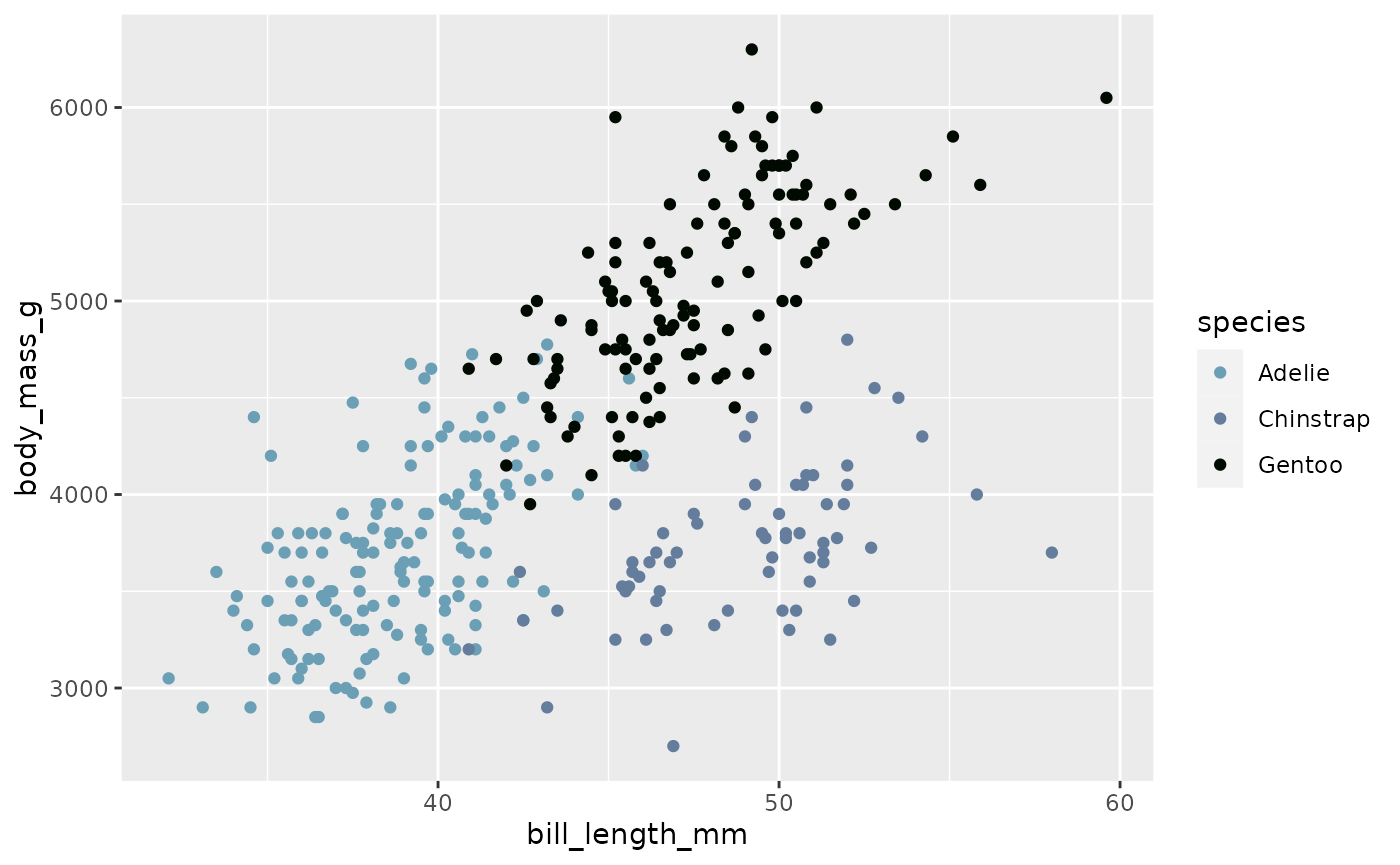 6000
5000
4000
3000
body_mass_g
40
50
60
bill_length_mm
species
Adelie
Chinstrap
Gentoo